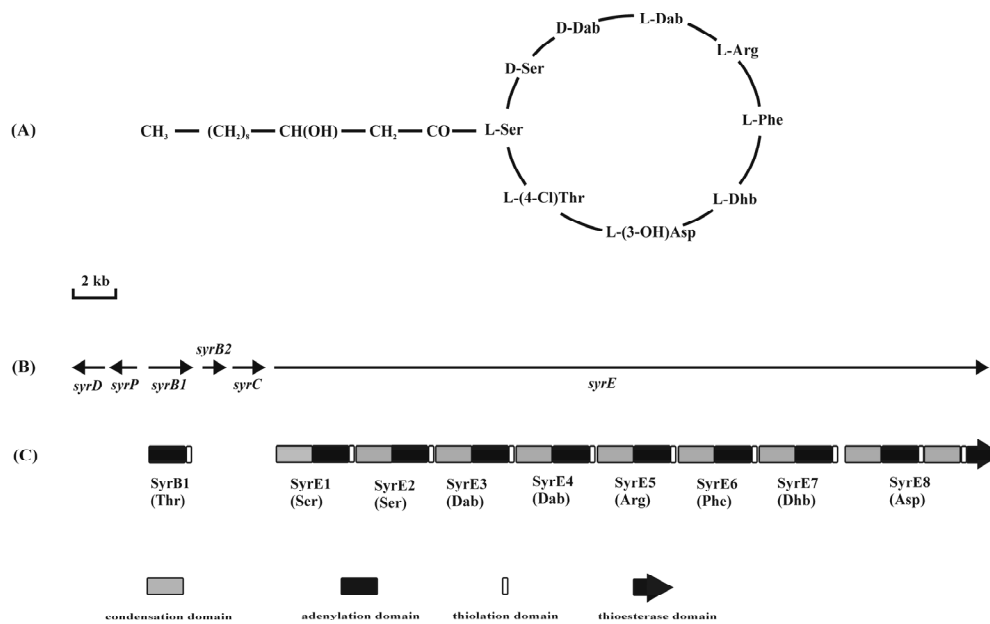 D-Dab
L-Dab
L-Arg
D-Ser
(A)
CH₃ (CH₂)₈ CH(OH) CH₂ CO L-Ser
L-Phe
L-(4-Cl)Thr
L-Dhb
L-(3-OH)Asp
2 kb
(B)
syrB2
syrD syrP syrB1 syrC syrE
(C)
SyrB1 SyrE1 SyrE2 SyrE3 SyrE4 SyrE5 SyrE6 SyrE7 SyrE8
(Thr) (Ser) (Ser) (Dab) (Dab) (Arg) (Phe) (Dhb) (Asp)
condensation domain adenylation domain thiolation domain thioesterase domain